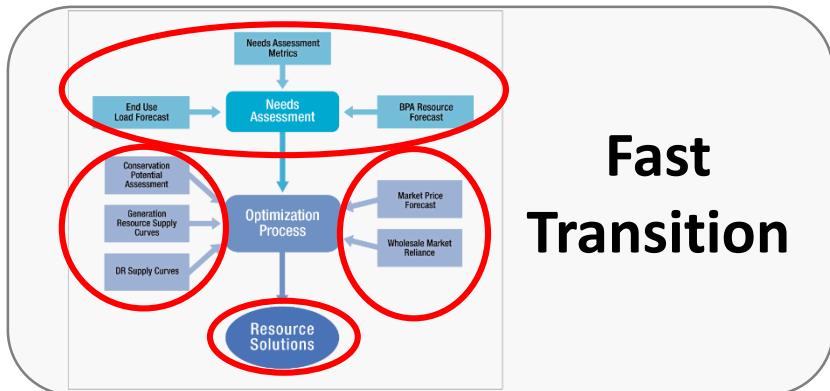 Needs Assessment
Metrics
End Use
Load Forecast
Needs
Assessment
BPA Resource
Forecast
Conservation
Potential
Assessment
Generation
Resource Supply
Curves
DR Supply Curves
Optimization
Process
Market Price
Forecast
Wholesale Market
Reliance
Resource
Solutions
Fast
Transition